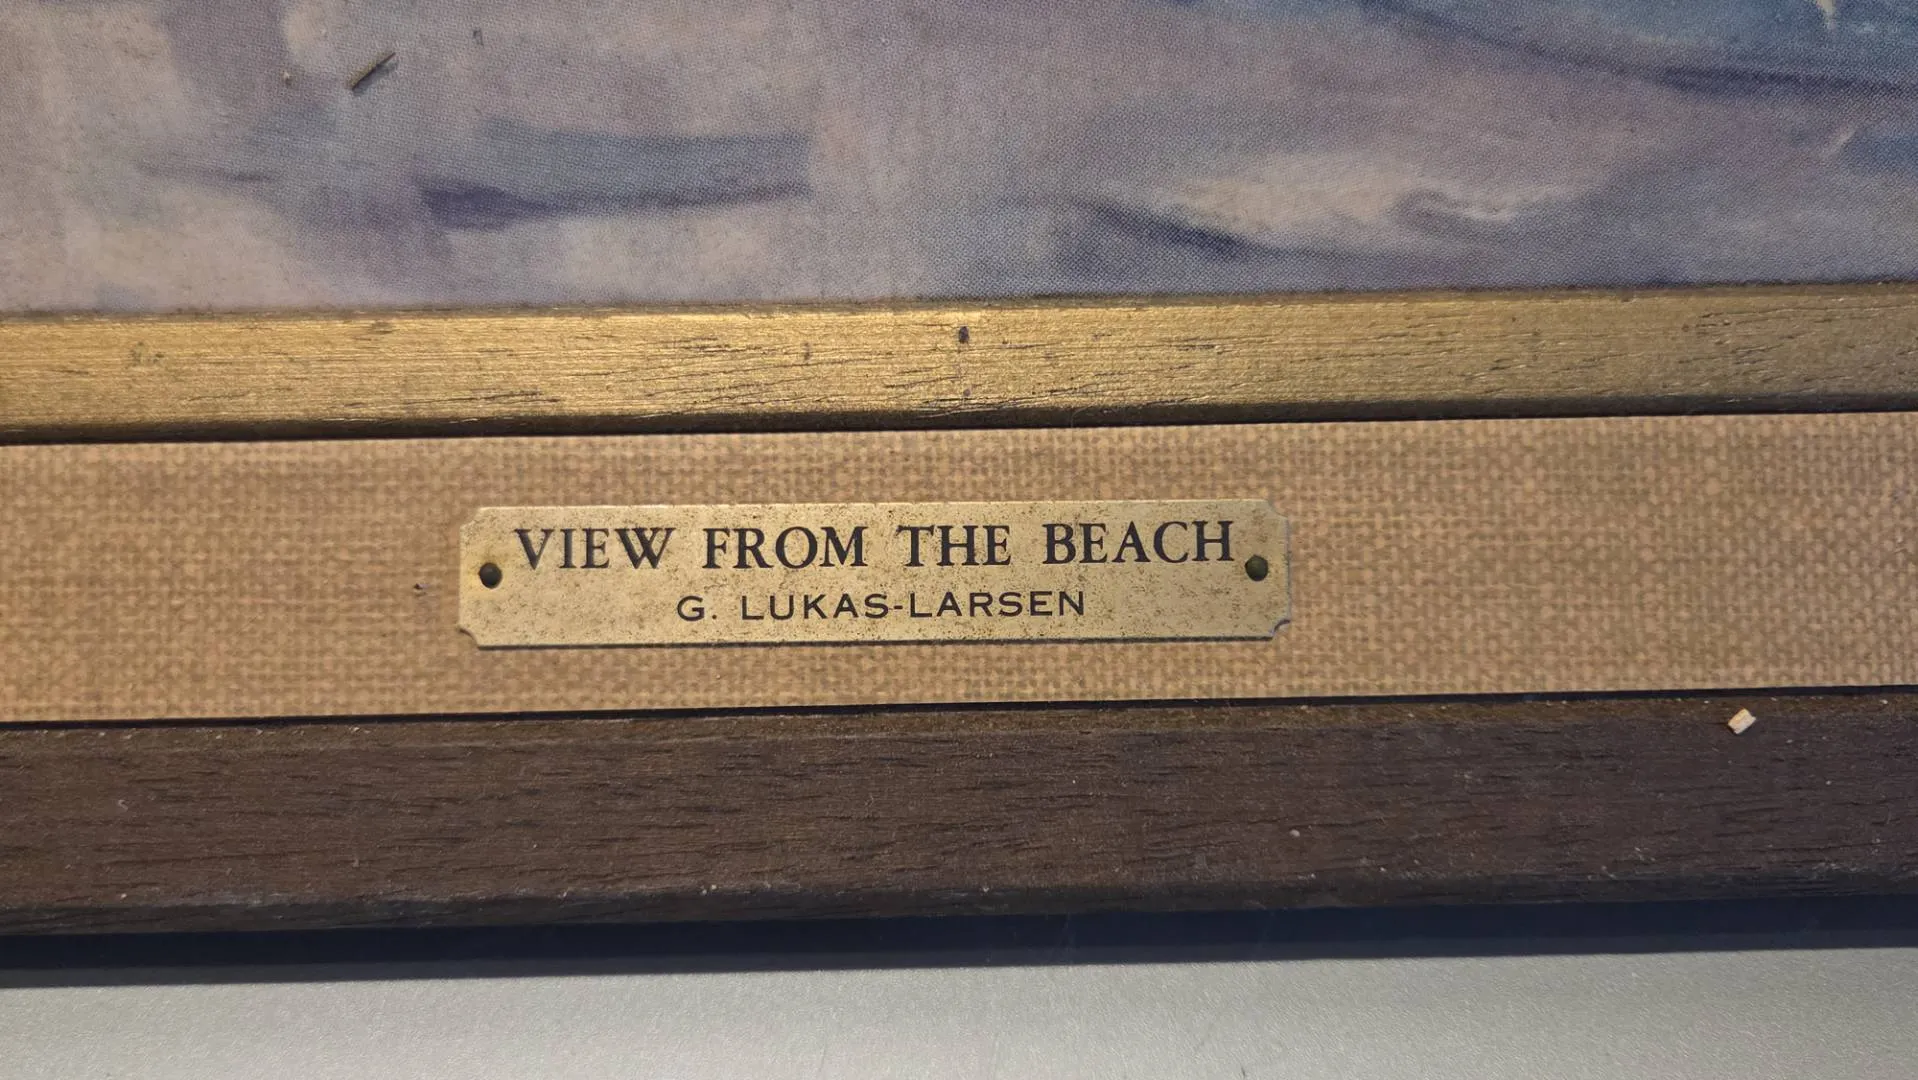 VIEW FROM THE BEACH
G. LUKAS-LARSEN